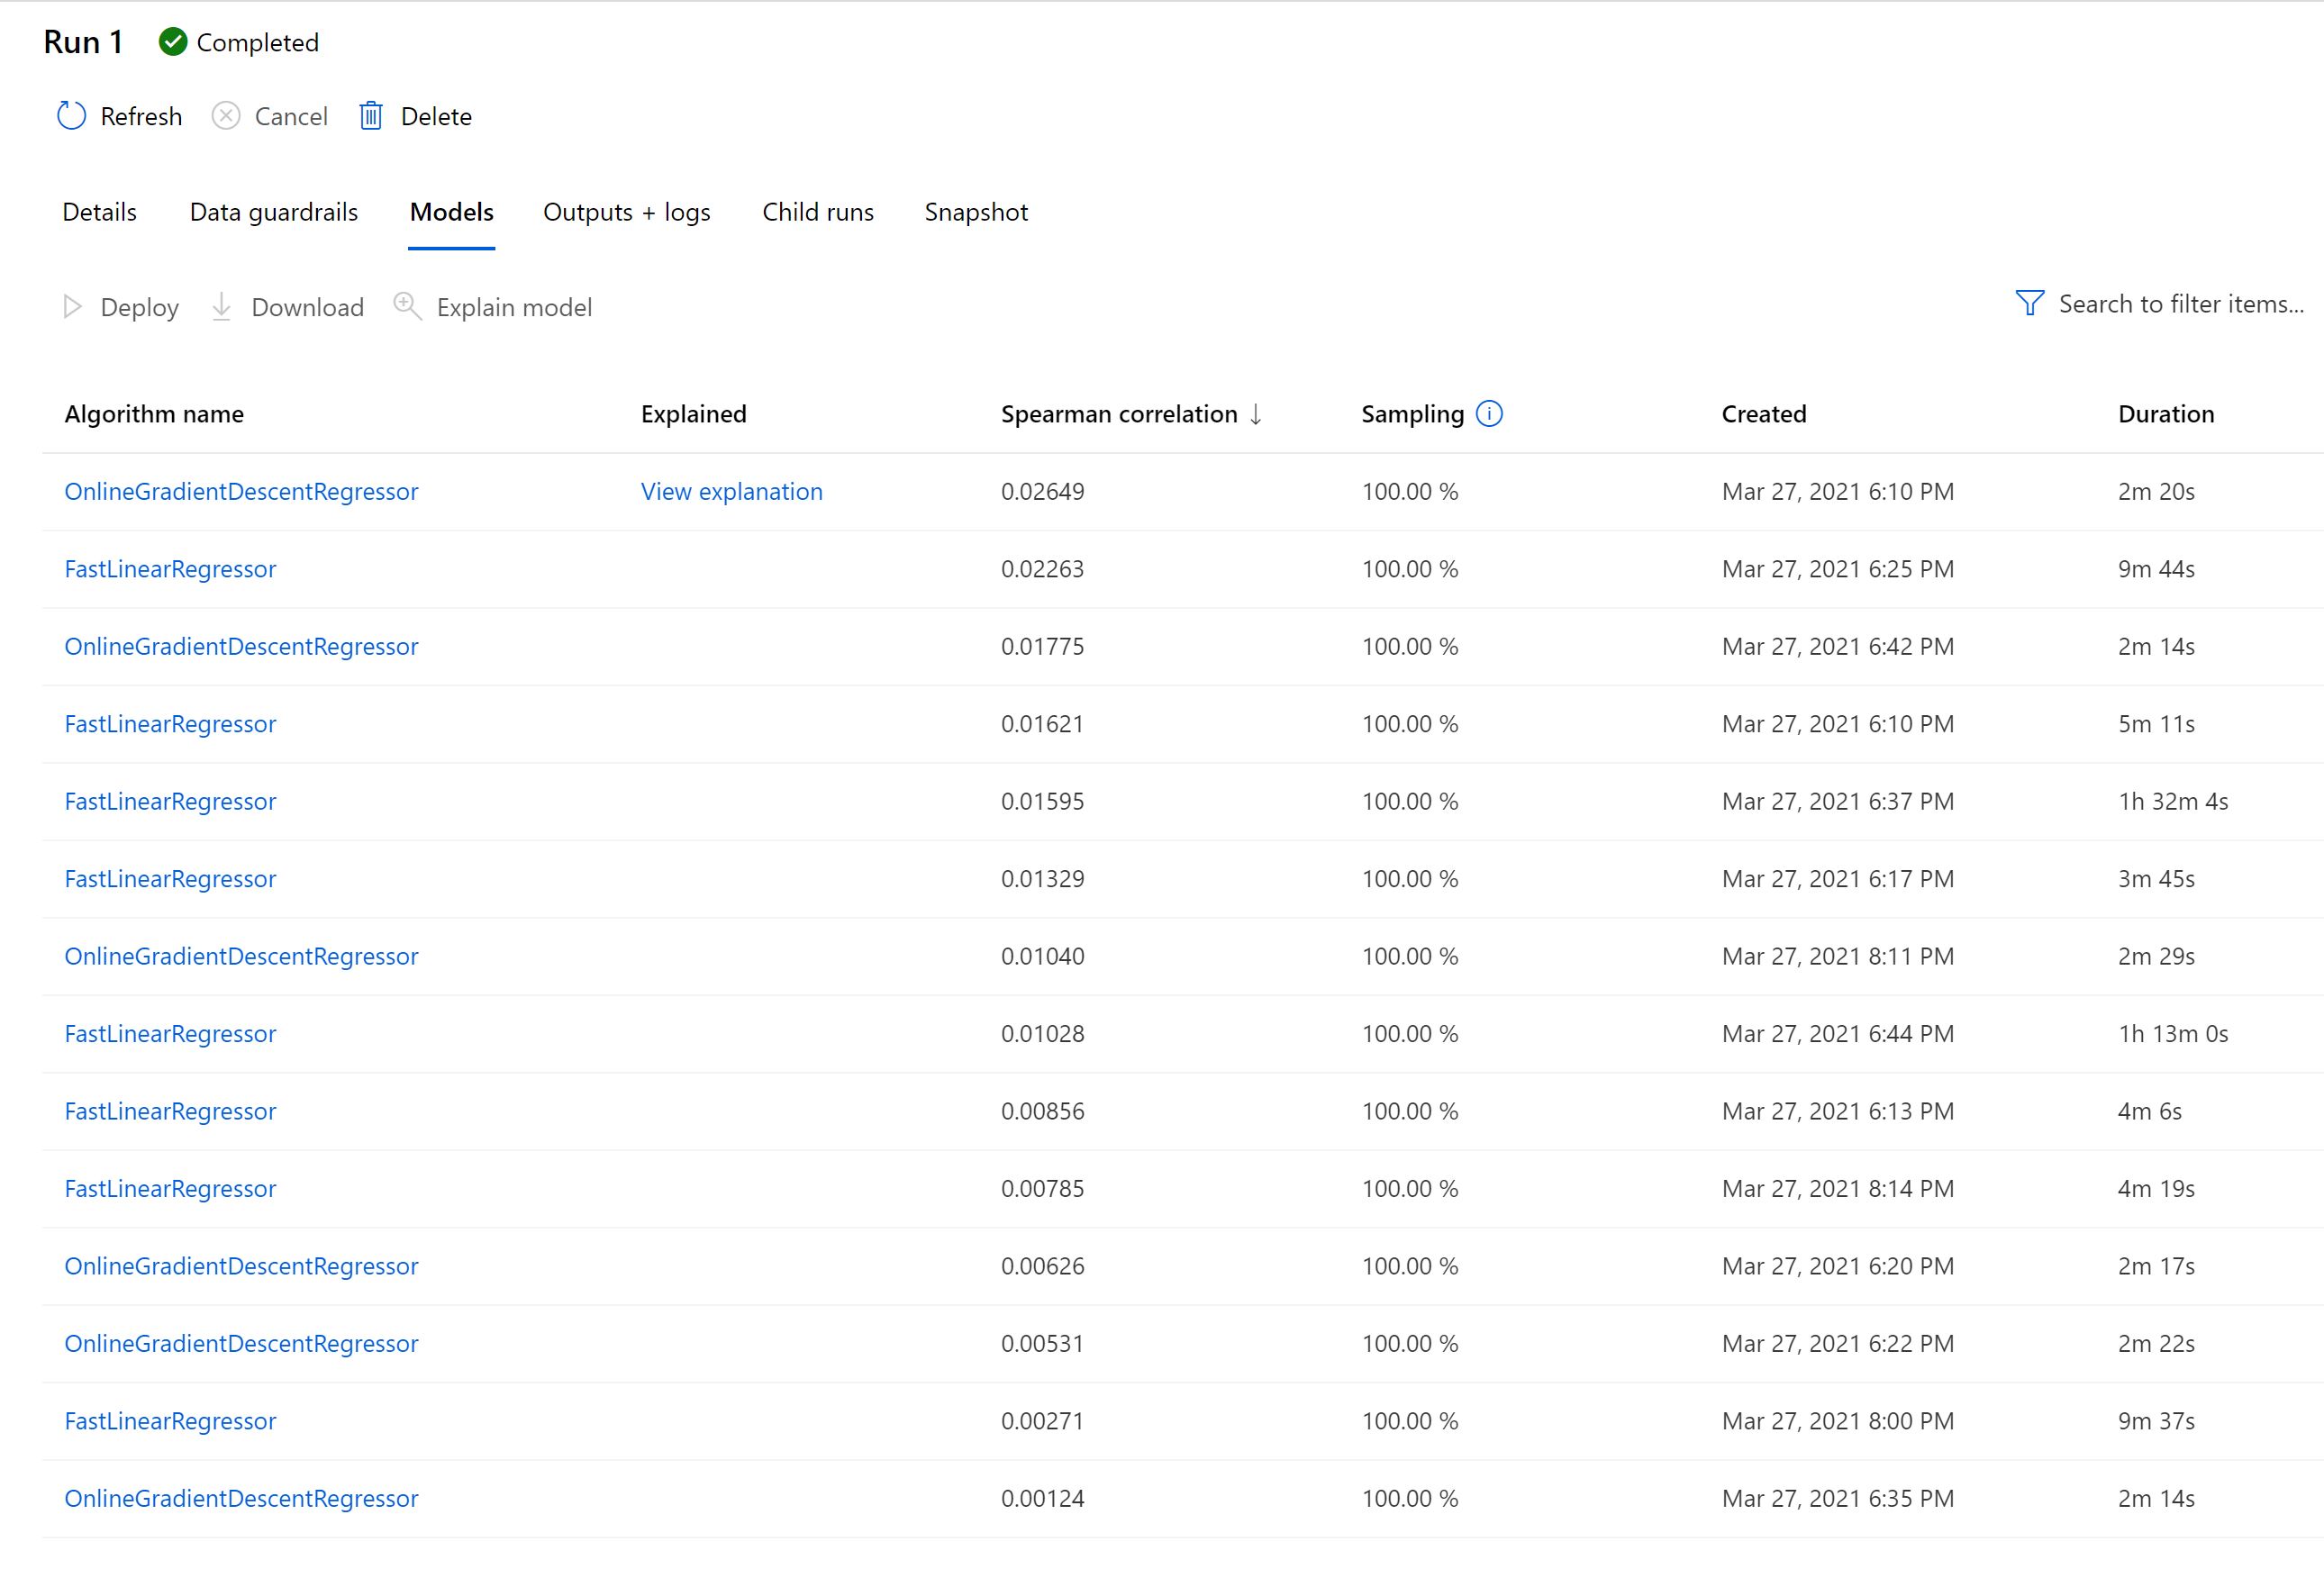 Run 1 Completed
Refresh Cancel Delete
Details Data guardrails Models Outputs + logs Child runs Snapshot
Deploy Download Explain model Search to filter items...
Algorithm name Explained Spearman correlation ↓ Sampling Created Duration
OnlineGradientDescentRegressor View explanation 0.02649 100.00 % Mar 27, 2021 6:10 PM 2m 20s
FastLinearRegressor 0.02263 100.00 % Mar 27, 2021 6:25 PM 9m 44s
OnlineGradientDescentRegressor 0.01775 100.00 % Mar 27, 2021 6:42 PM 2m 14s
FastLinearRegressor 0.01621 100.00 % Mar 27, 2021 6:10 PM 5m 11s
FastLinearRegressor 0.01595 100.00 % Mar 27, 2021 6:37 PM 1h 32m 4s
FastLinearRegressor 0.01329 100.00 % Mar 27, 2021 6:17 PM 3m 45s
OnlineGradientDescentRegressor 0.01040 100.00 % Mar 27, 2021 8:11 PM 2m 29s
FastLinearRegressor 0.01028 100.00 % Mar 27, 2021 6:44 PM 1h 13m 0s
FastLinearRegressor 0.00856 100.00 % Mar 27, 2021 6:13 PM 4m 6s
FastLinearRegressor 0.00785 100.00 % Mar 27, 2021 8:14 PM 4m 19s
OnlineGradientDescentRegressor 0.00626 100.00 % Mar 27, 2021 6:20 PM 2m 17s
OnlineGradientDescentRegressor 0.00531 100.00 % Mar 27, 2021 6:22 PM 2m 22s
FastLinearRegressor 0.00271 100.00 % Mar 27, 2021 8:00 PM 9m 37s
OnlineGradientDescentRegressor 0.00124 100.00 % Mar 27, 2021 6:35 PM 2m 14s